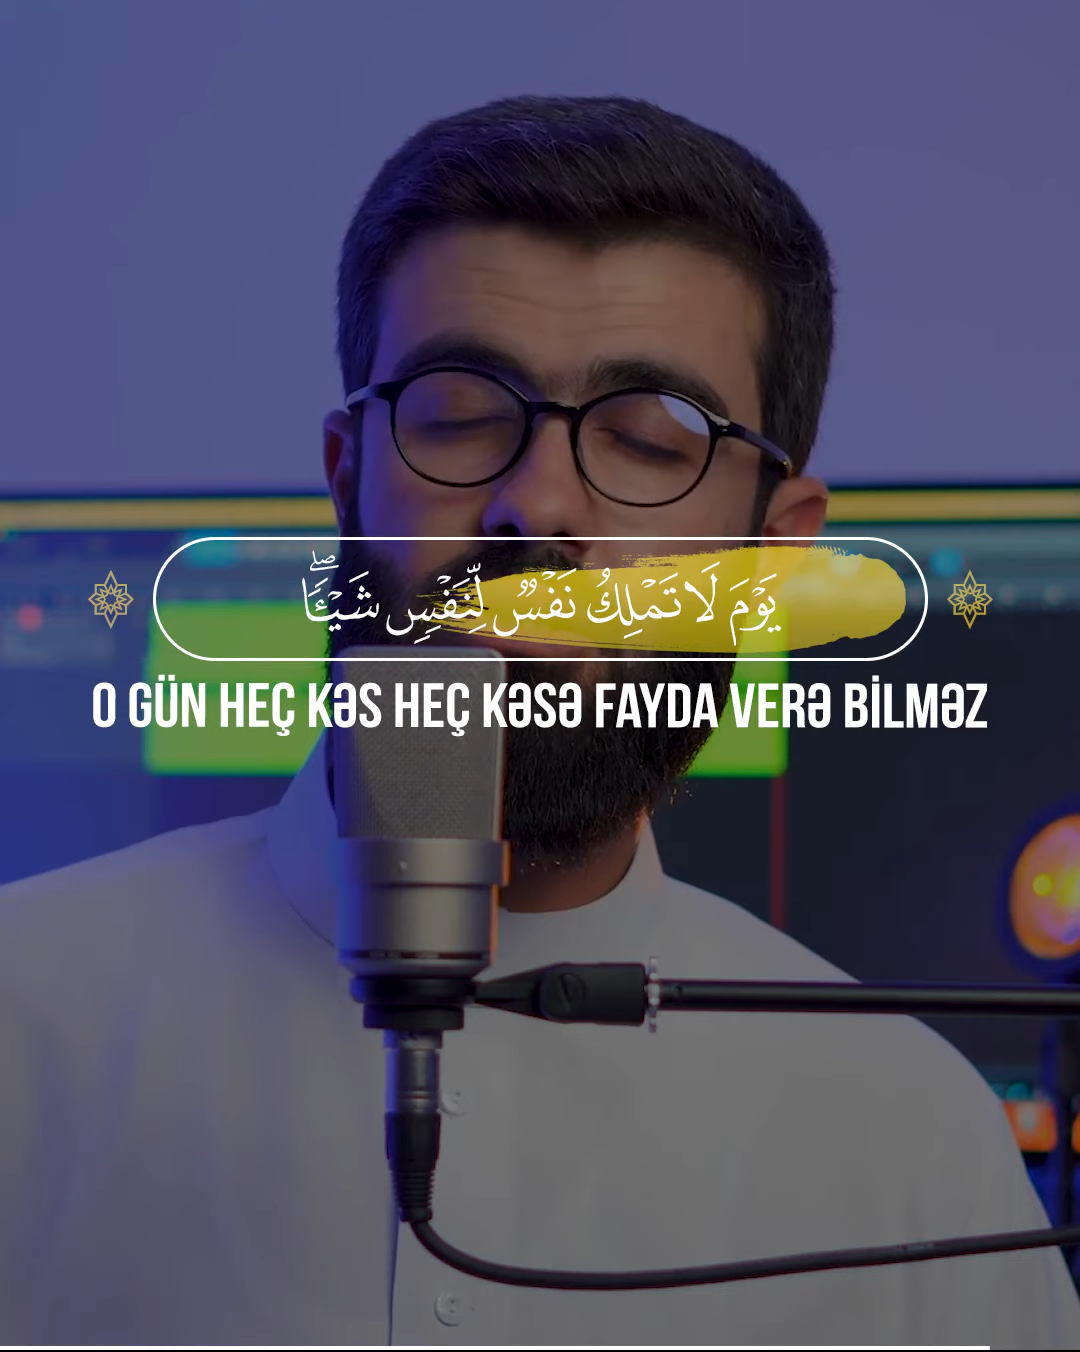 يَوْمَ لَا تَمْلِكُ نَفْسٌ لِّنَفْسٍ شَيْـًٔاۖ
O GÜN HEÇ KƏS HEÇ KƏSƏ FAYDA VERƏ BİLMƏZ